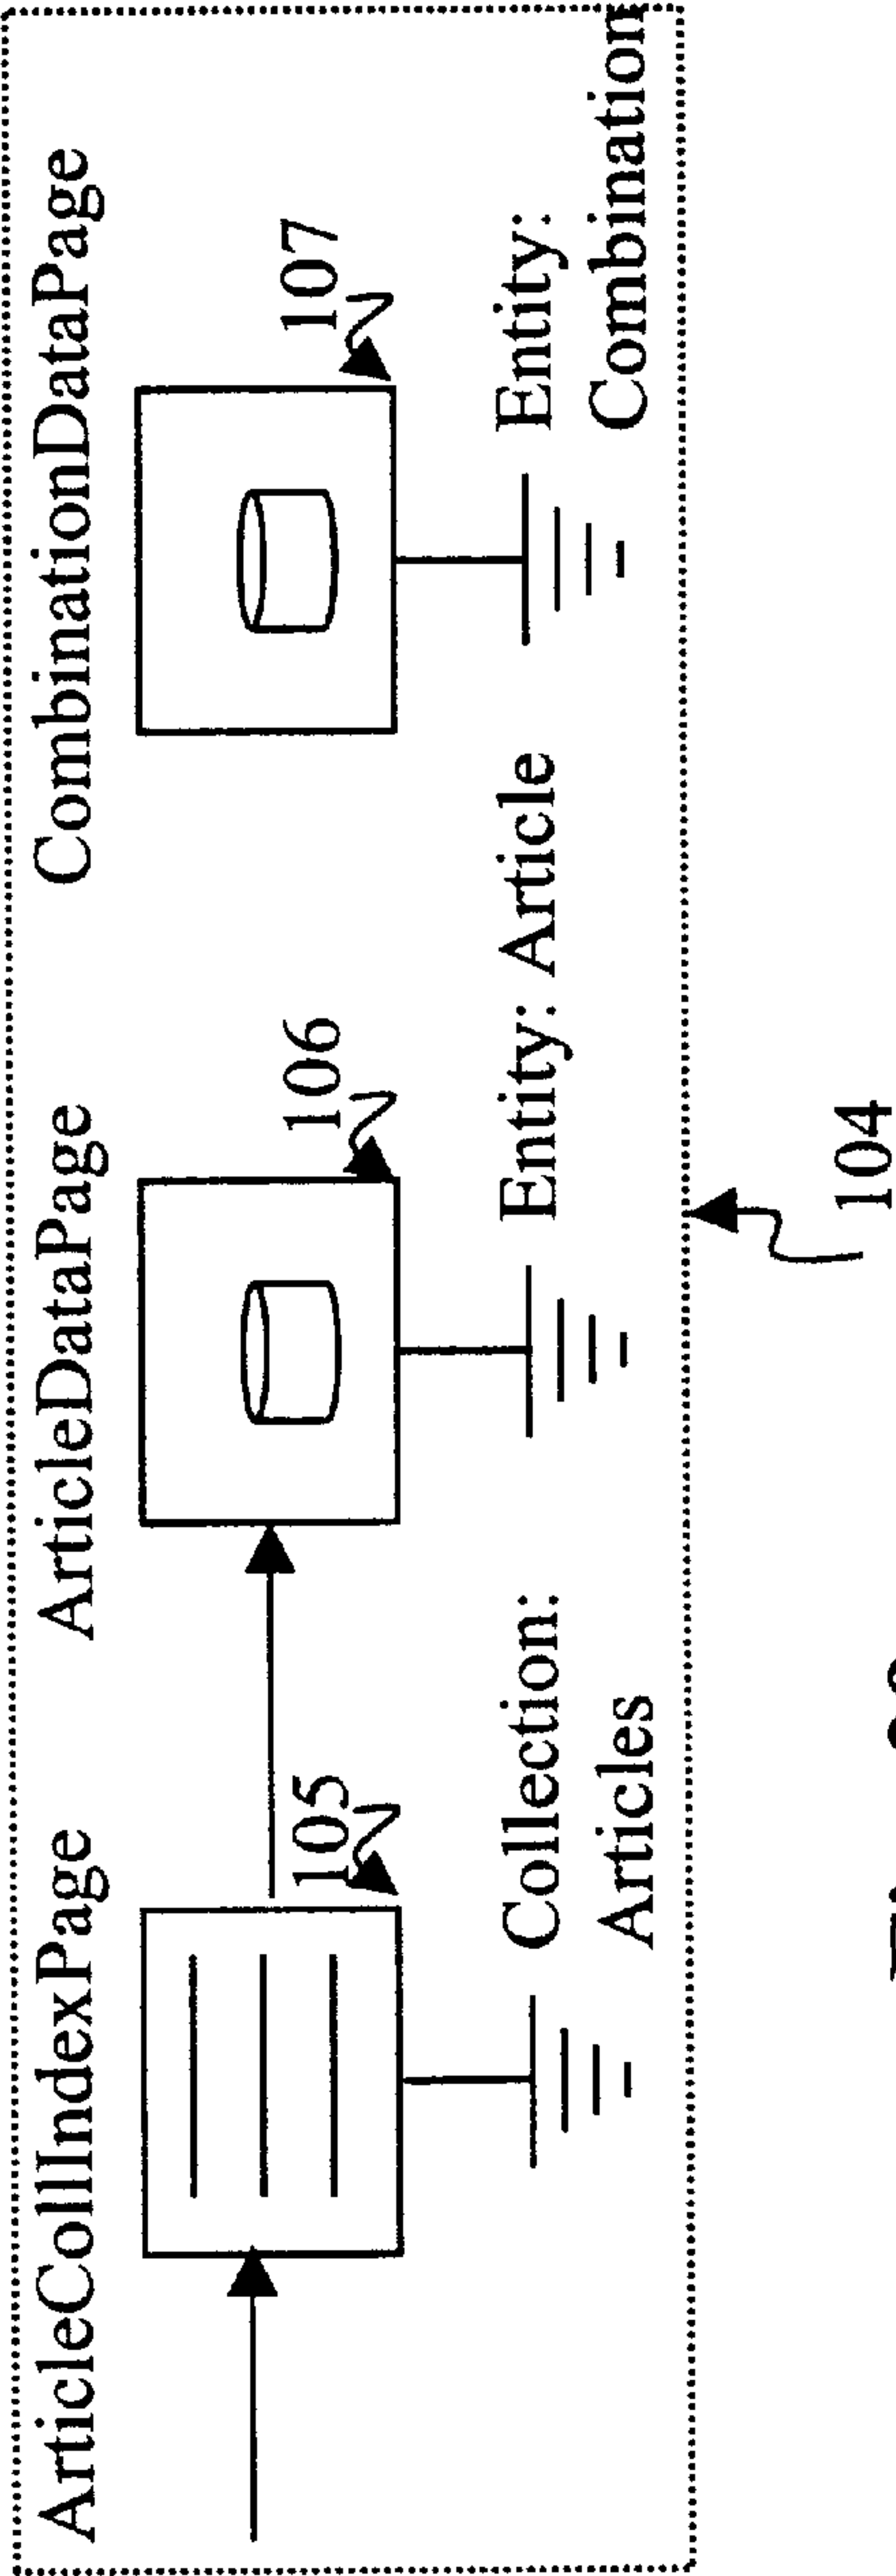 ArticleCollIndexPage
ArticleDataPage
CombinationDataPage
105
106
107
Collection:
Articles
Entity: Article
Entity:
Combination
104